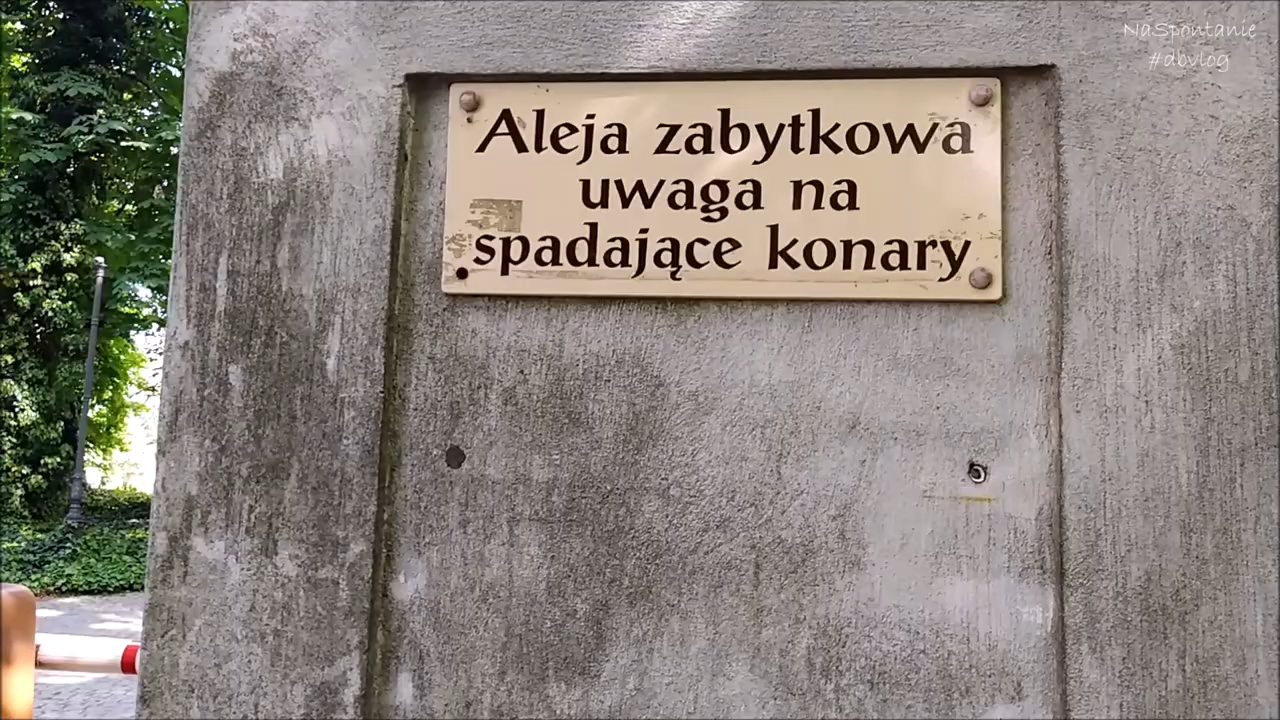 NaSpontanie
#dbvlog
Aleja zabytkowa
uwaga na
spadające konary